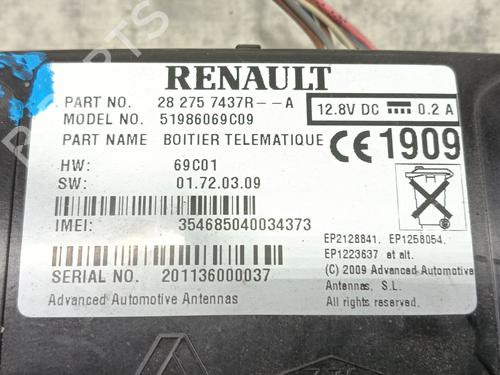 RENAULT
PART NO. 28 275 7437R--A
12.8V DC 0.2 A
MODEL NO. 51986069C09
PART NAME BOITIER TELEMATIQUE
CE 1909
HW: 69C01
SW: 01.72.03.09
IMEI: 354685040034373
EP2128841, EP1258054,
EP1223637 et alt.
(C) 2009 Advanced Automotive
Antennas, S.L.
All rights reserved.
SERIAL NO. 201136000037
Advanced Automotive Antennas